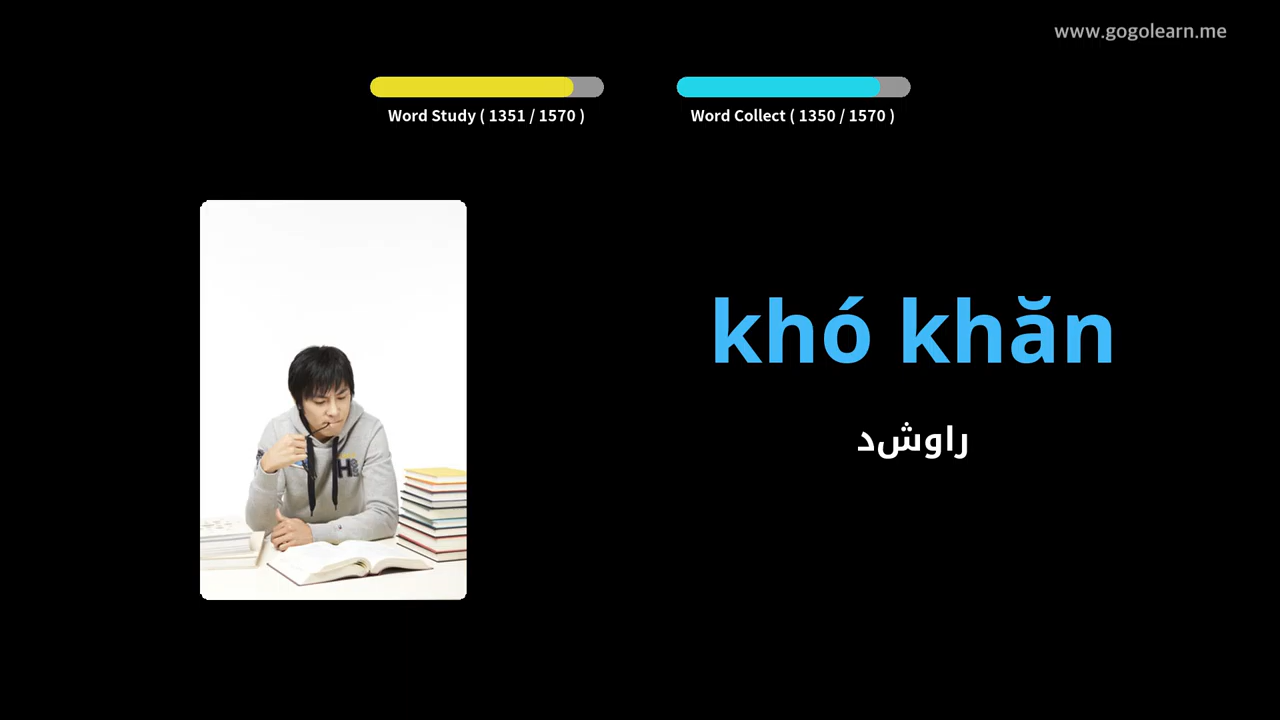 www.gogolearn.me
Word Study ( 1351 / 1570 )
Word Collect ( 1350 / 1570 )
khó khăn
راوشد